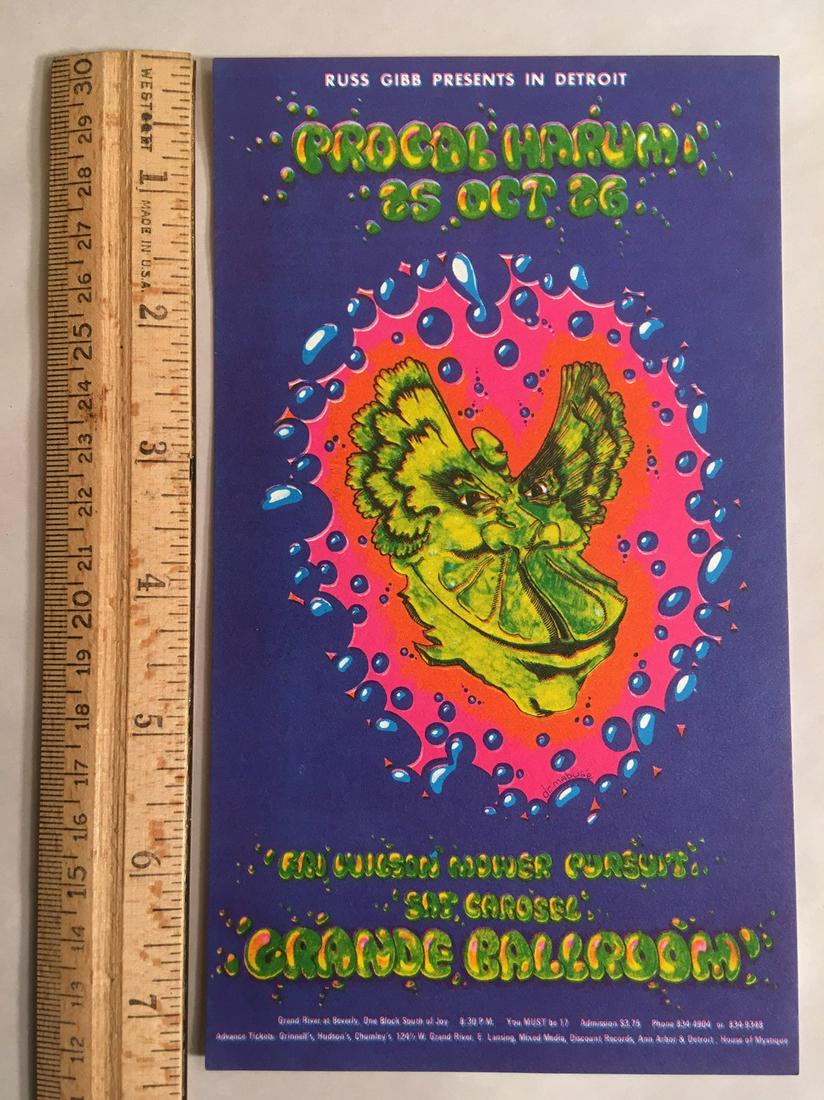 RUSS GIBB PRESENTS IN DETROIT
PROCOL HARUM
25 OCT 26
drmabuse
FRI WILSON MOWER PURSUIT
SAT. CAROSEL
GRANDE BALLROOM
Grand River at Beverly, One Block South of Joy 8:30 P.M. You MUST be 17 Admission $3.75 Phone 834-4904 or 834-9348
Advance Tickets: Grinnell's, Hudson's, Chumley's, 124½ W. Grand River, E. Lansing, Mixed Media, Discount Records, Ann Arbor & Detroit, House of Mystique
WESTCOTT MADE IN U.S.A.
1 2 3 4 5 6 7
30 29 28 27 26 25 24 23 22 21 20 19 18 17 16 15 14 13 12